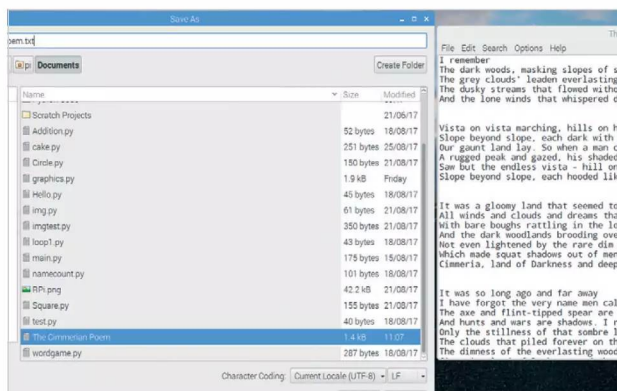 Save As
oem.txt
pi Documents Create Folder
Name Size Modified
Scratch Projects 21/06/17
Addition.py 52 bytes 18/08/17
cake.py 251 bytes 25/08/17
Circle.py 150 bytes 21/08/17
graphics.py 1.9 kB Friday
Hello.py 45 bytes 18/08/17
img.py 61 bytes 21/08/17
imgtest.py 350 bytes 21/08/17
loop1.py 43 bytes 18/08/17
main.py 175 bytes 15/08/17
namecount.py 101 bytes 18/08/17
RPi.png 42.2 kB 21/08/17
Square.py 155 bytes 21/08/17
test.py 40 bytes 18/08/17
The Cimmerian Poem 1.4 kB 11:07
wordgame.py 287 bytes 18/08/17
Character Coding: Current Locale (UTF-8) LF
Th
File Edit Search Options Help
I remember
The dark woods, masking slopes of s
The grey clouds' leaden everlasting
The dusky streams that flowed witho
And the lone winds that whispered d
Vista on vista marching, hills on h
Slope beyond slope, each dark with
Our gaunt land lay. So when a man c
A rugged peak and gazed, his shaded
Saw but the endless vista - hill on
Slope beyond slope, each hooded lik
It was a gloomy land that seemed to
All winds and clouds and dreams tha
With bare boughs rattling in the lo
And the dark woodlands brooding ove
Not even lightened by the rare dim
Which made squat shadows out of men
Cimmeria, land of Darkness and deep
It was so long ago and far away
I have forgot the very name men cal
The axe and flint-tipped spear are
And hunts and wars are shadows. I r
Only the stillness of that sombre l
The clouds that piled forever on th
The dimness of the everlasting wood